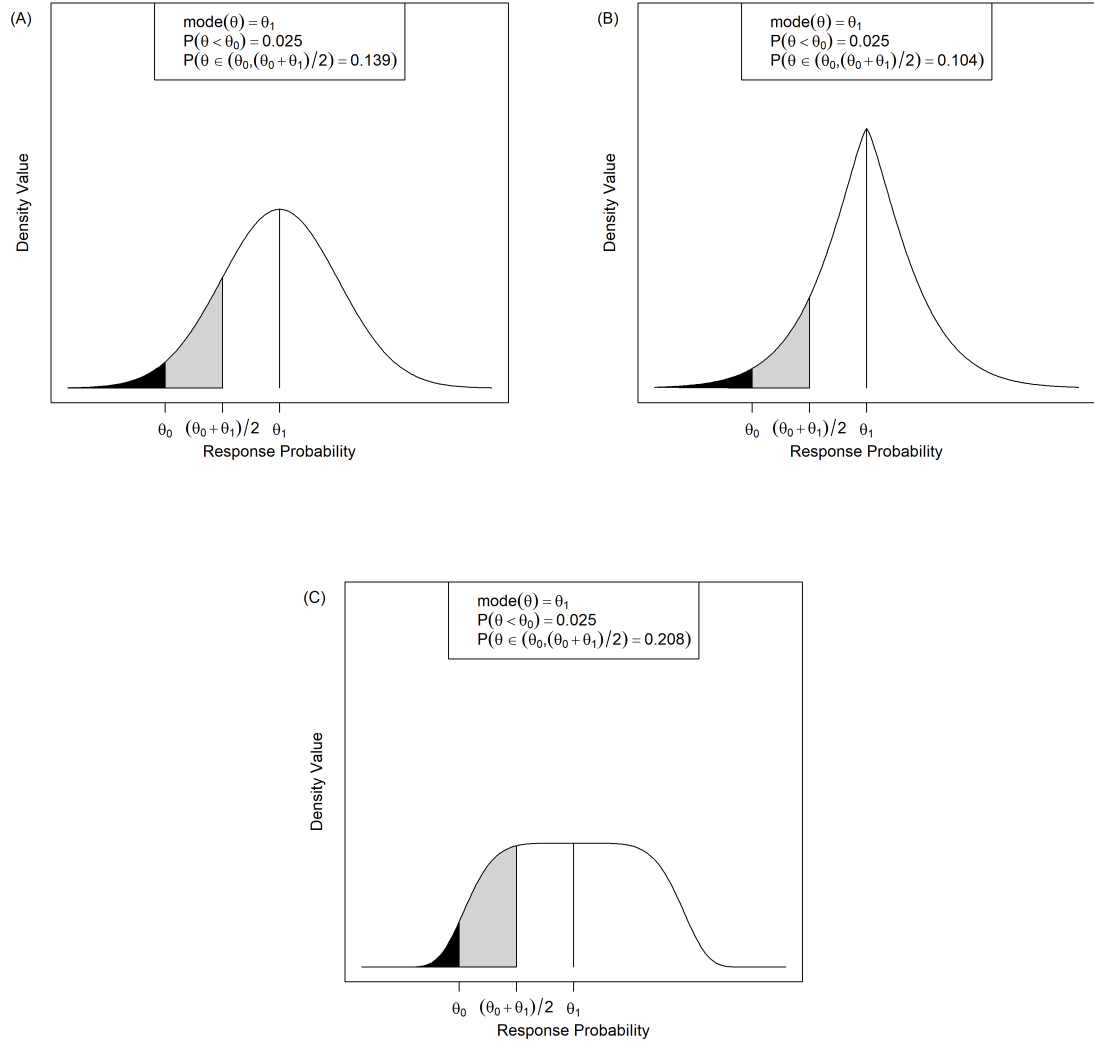 (A)
mode(θ) = θ₁
P(θ < θ₀) = 0.025
P(θ ∈ (θ₀,(θ₀ + θ₁)/2) = 0.139)
Density Value
θ₀ (θ₀ + θ₁)/2 θ₁
Response Probability
(B)
mode(θ) = θ₁
P(θ < θ₀) = 0.025
P(θ ∈ (θ₀,(θ₀ + θ₁)/2) = 0.104)
Density Value
θ₀ (θ₀ + θ₁)/2 θ₁
Response Probability
(C)
mode(θ) = θ₁
P(θ < θ₀) = 0.025
P(θ ∈ (θ₀,(θ₀ + θ₁)/2) = 0.208)
Density Value
θ₀ (θ₀ + θ₁)/2 θ₁
Response Probability